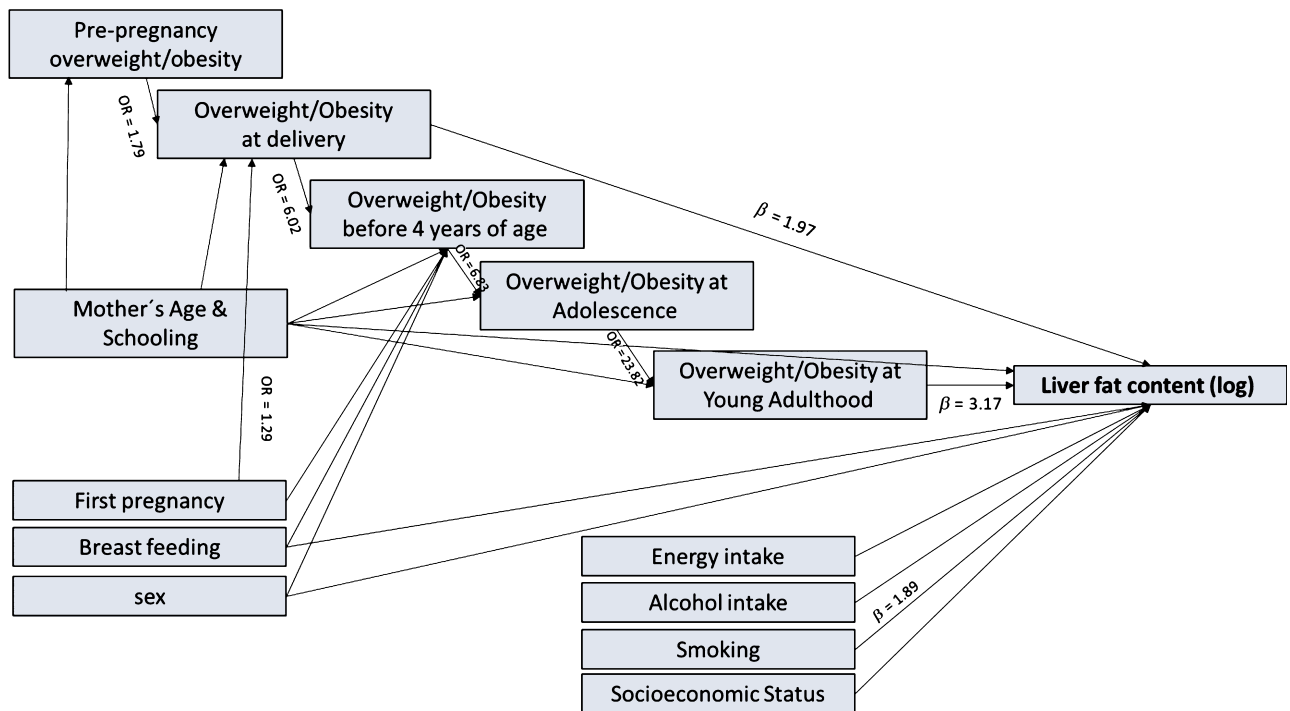 Pre-pregnancy
overweight/obesity
OR = 1.79
Overweight/Obesity
at delivery
OR = 6.02
Overweight/Obesity
before 4 years of age
β = 1.97
OR = 6.83
Overweight/Obesity at
Adolescence
Mother´s Age &
Schooling
OR = 23.82
Overweight/Obesity at
Young Adulthood
β = 3.17
Liver fat content (log)
OR = 1.29
First pregnancy
Breast feeding
sex
Energy intake
Alcohol intake
β = 1.89
Smoking
Socioeconomic Status